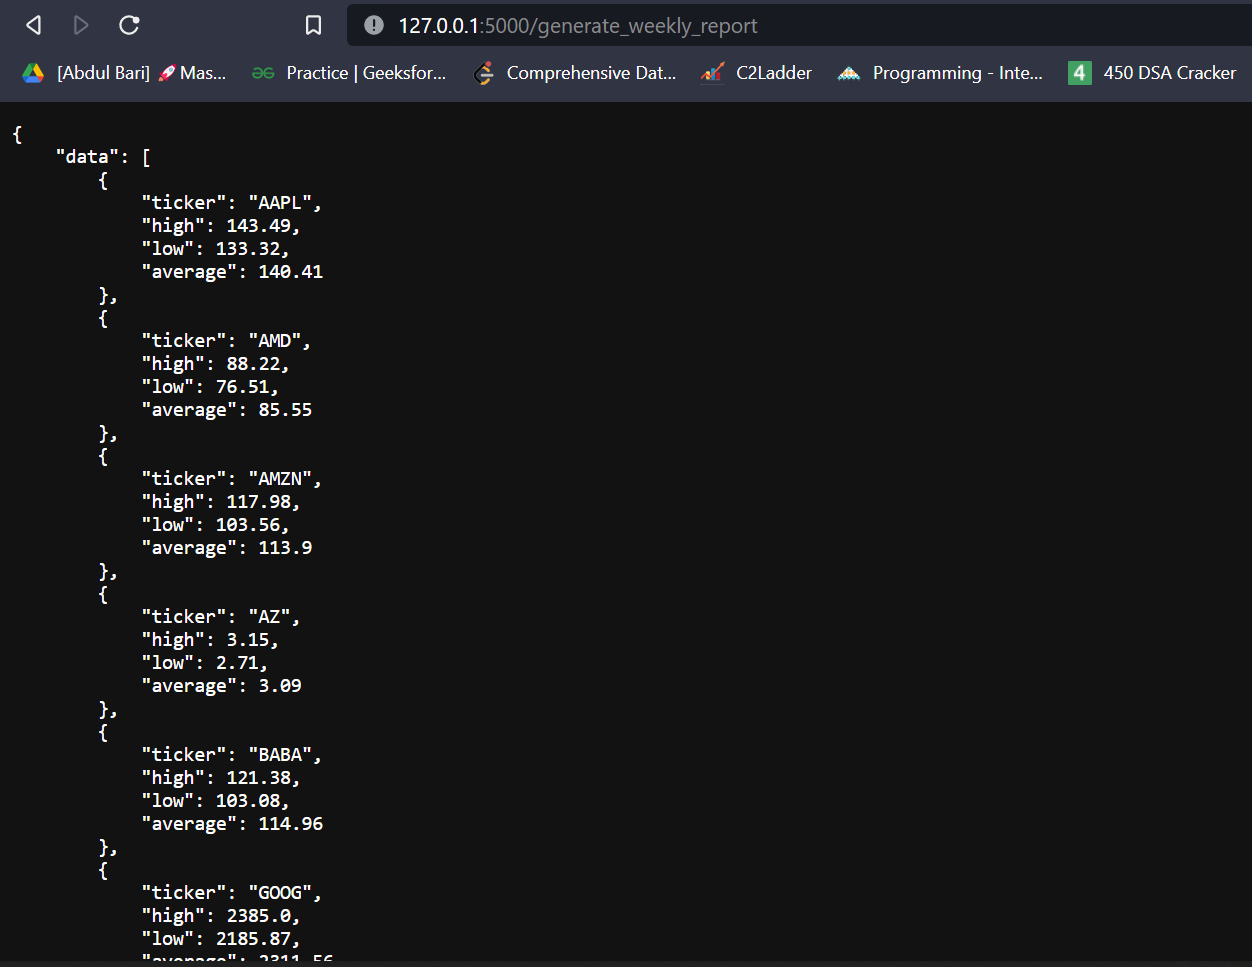 127.0.0.1:5000/generate_weekly_report
[Abdul Bari] 🚀 Mas... Practice | Geeksfor... Comprehensive Dat... C2Ladder Programming - Inte... 4 450 DSA Cracker
{
    "data": [
        {
            "ticker": "AAPL",
            "high": 143.49,
            "low": 133.32,
            "average": 140.41
        },
        {
            "ticker": "AMD",
            "high": 88.22,
            "low": 76.51,
            "average": 85.55
        },
        {
            "ticker": "AMZN",
            "high": 117.98,
            "low": 103.56,
            "average": 113.9
        },
        {
            "ticker": "AZ",
            "high": 3.15,
            "low": 2.71,
            "average": 3.09
        },
        {
            "ticker": "BABA",
            "high": 121.38,
            "low": 103.08,
            "average": 114.96
        },
        {
            "ticker": "GOOG",
            "high": 2385.0,
            "low": 2185.87,
            "average": 2311.56